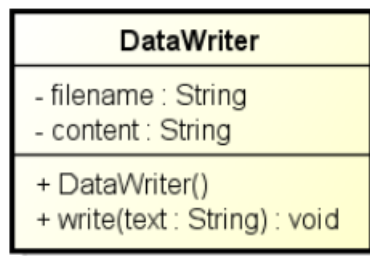 DataWriter
- filename : String
- content : String
+ DataWriter()
+ write(text : String) : void